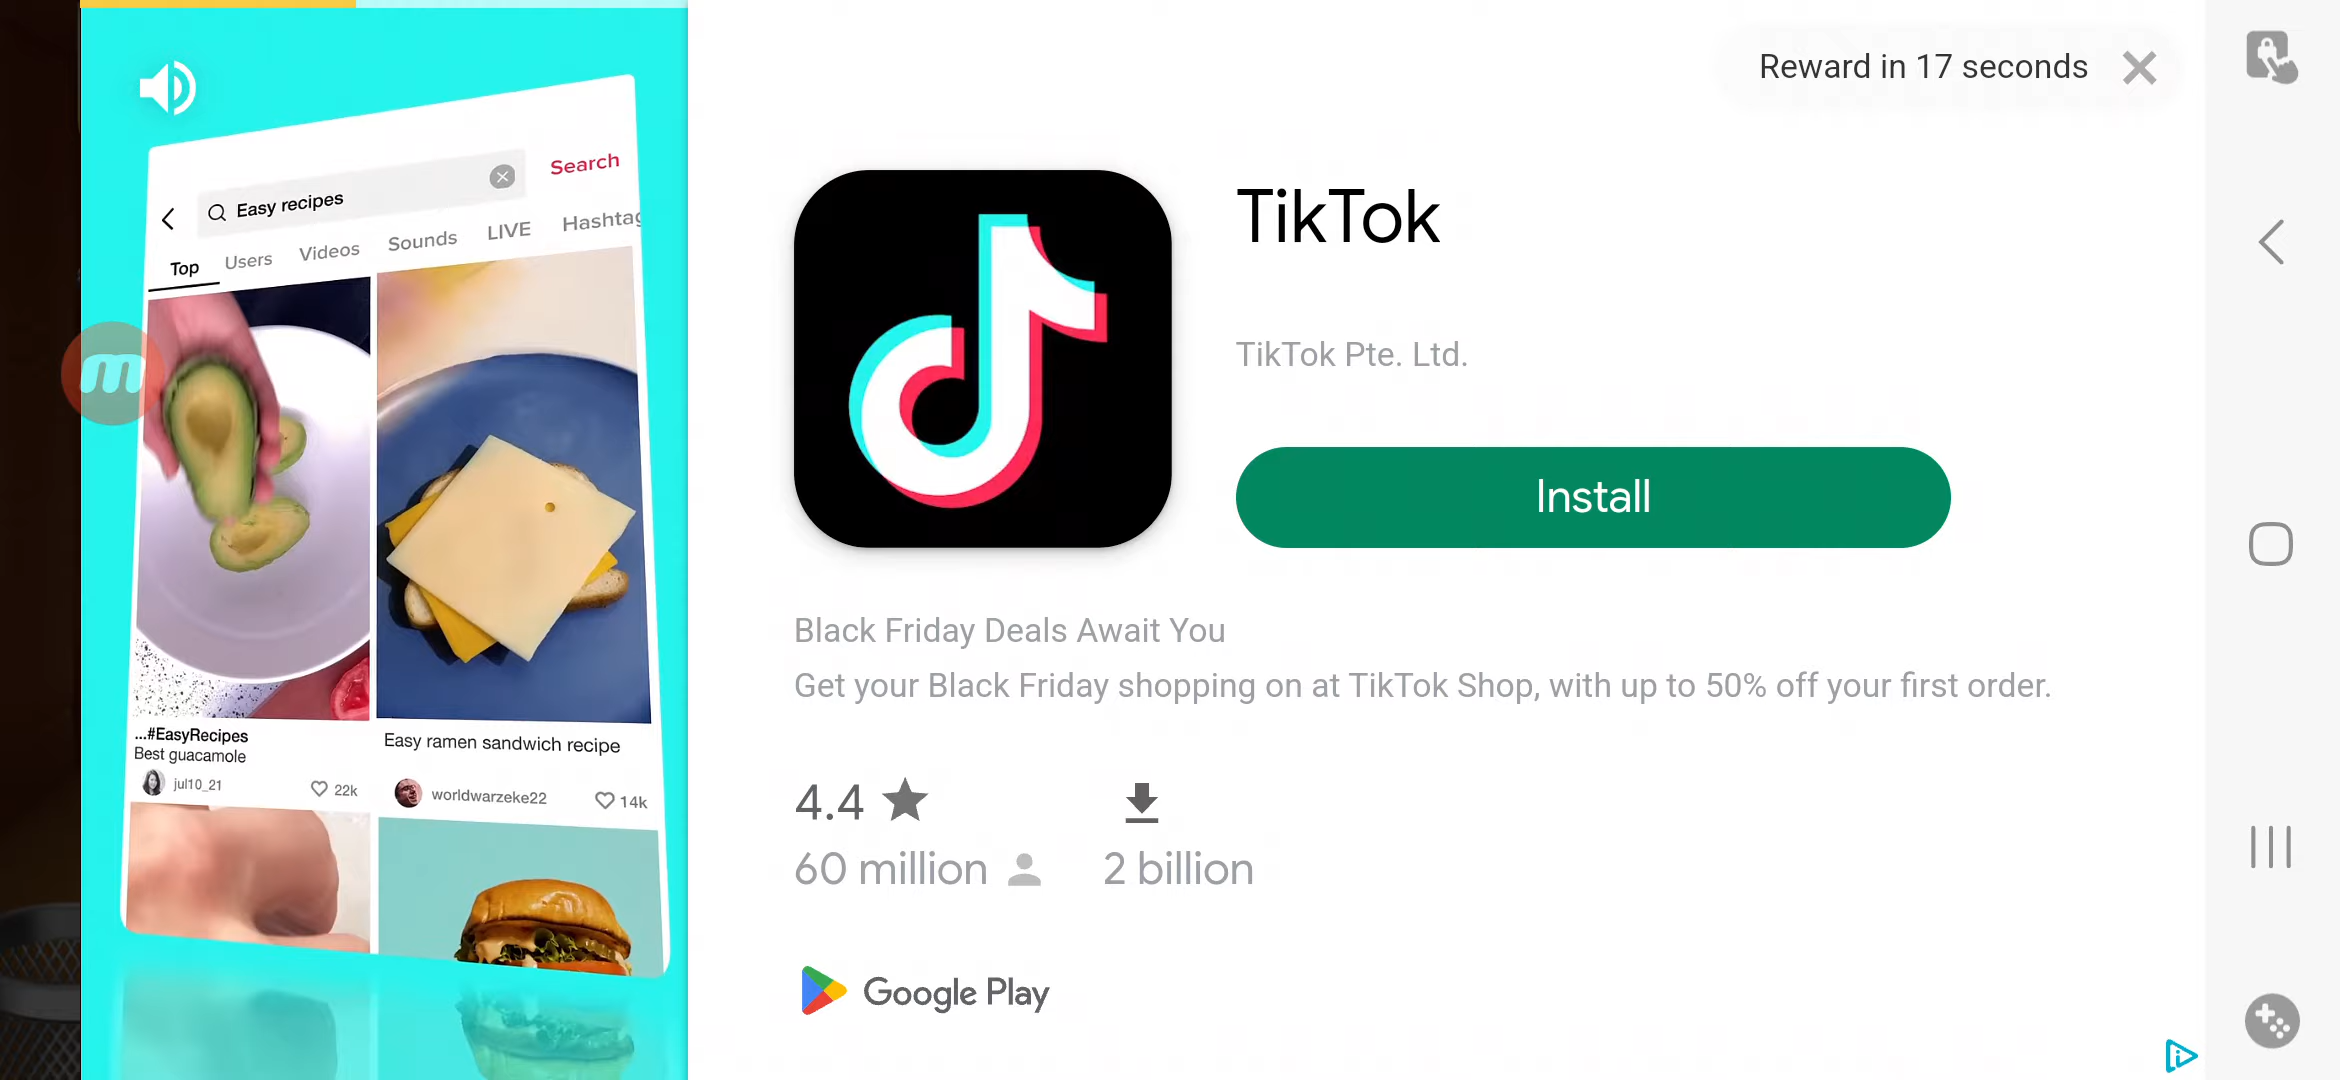 Reward in 17 seconds
Easy recipes
Search
Top
Users
Videos
Sounds
LIVE
Hashtag
m
...#EasyRecipes
Best guacamole
jul10_21
22k
Easy ramen sandwich recipe
worldwarzeke22
14k
TikTok
TikTok Pte. Ltd.
Install
Black Friday Deals Await You
Get your Black Friday shopping on at TikTok Shop, with up to 50% off your first order.
4.4
60 million
2 billion
Google Play